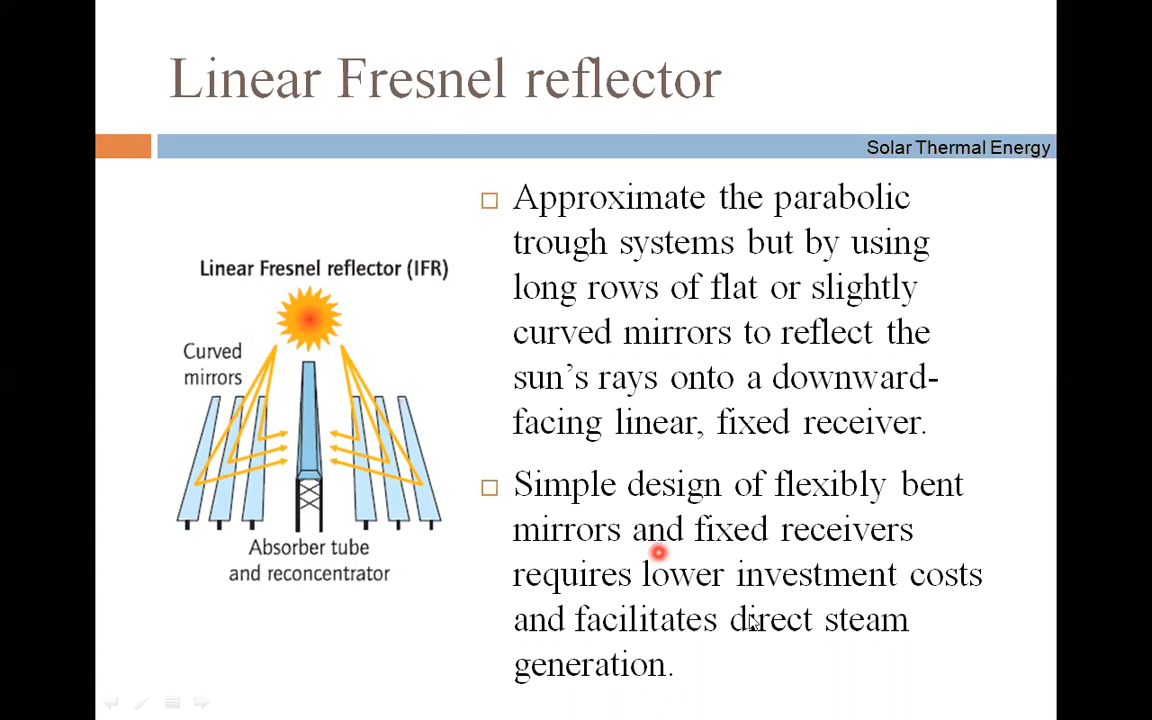 Linear Fresnel reflector
Solar Thermal Energy
Linear Fresnel reflector (IFR)
Curved
mirrors
Absorber tube
and reconcentrator
Approximate the parabolic
trough systems but by using
long rows of flat or slightly
curved mirrors to reflect the
sun's rays onto a downward-
facing linear, fixed receiver.
Simple design of flexibly bent
mirrors and fixed receivers
requires lower investment costs
and facilitates direct steam
generation.